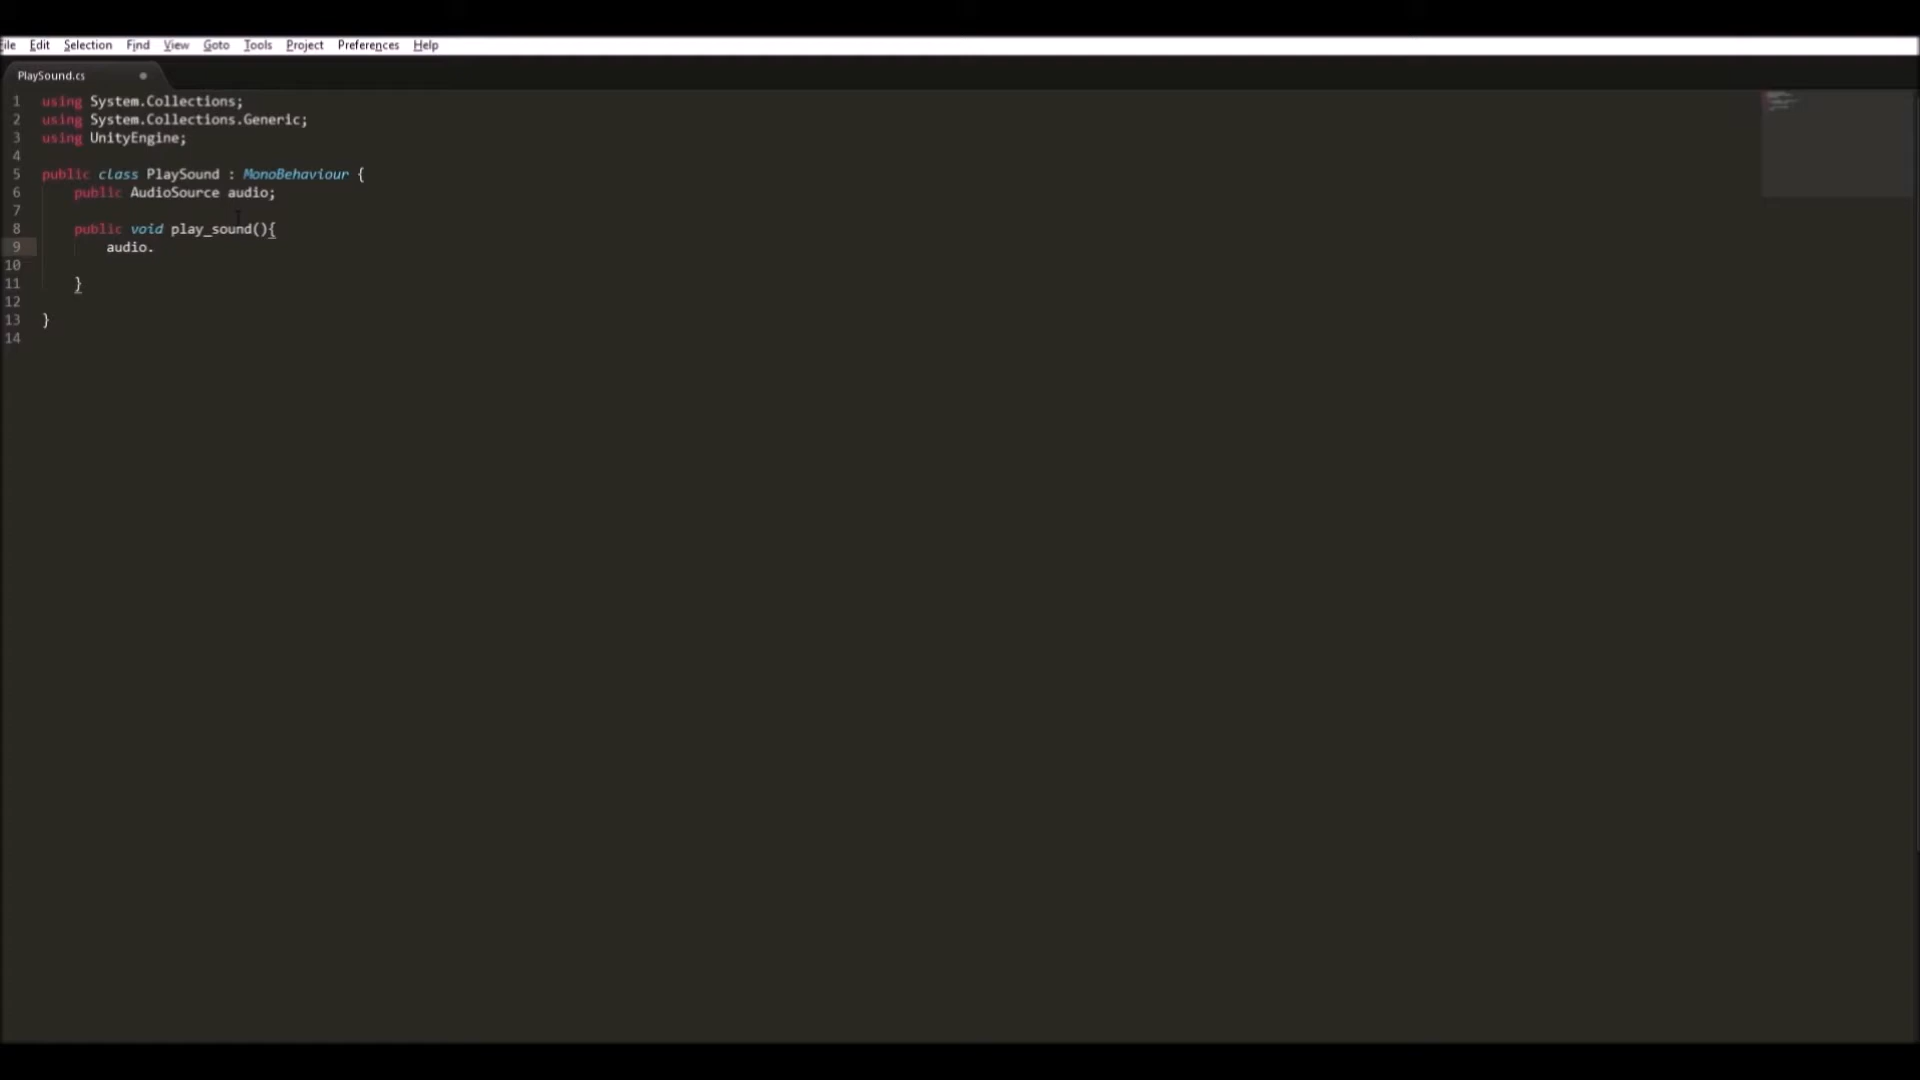 ile Edit Selection Find View Goto Tools Project Preferences Help
PlaySound.cs
1 using System.Collections;
2 using System.Collections.Generic;
3 using UnityEngine;
4
5 public class PlaySound : MonoBehaviour {
6 public AudioSource audio;
7
8 public void play_sound(){
9 audio.
10
11 }
12
13 }
14